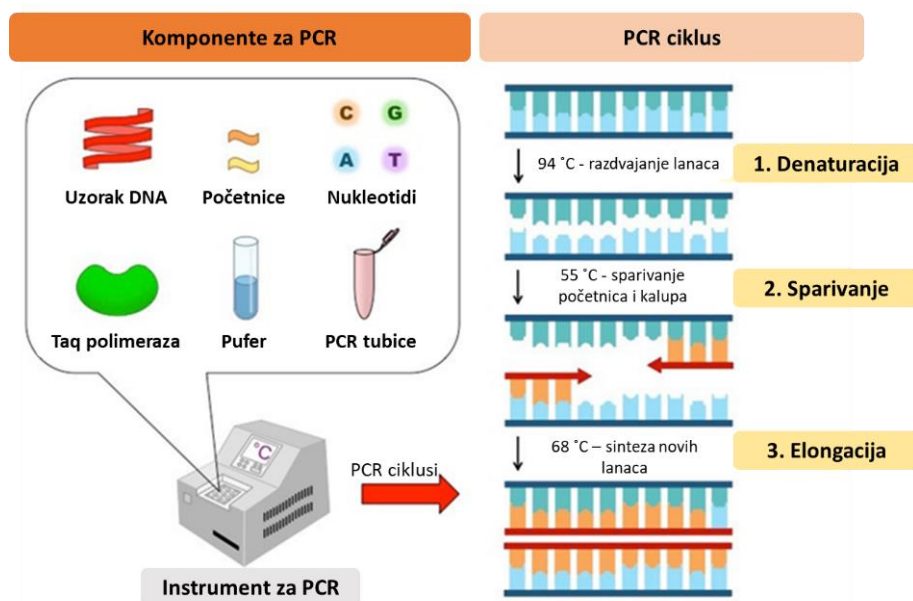 Komponente za PCR
C
G
A
T
Uzorak DNA
Početnice
Nukleotidi
Taq polimeraza
Pufer
PCR tubice
°C
PCR ciklusi
Instrument za PCR
PCR ciklus
94 ˚C - razdvajanje lanaca
1. Denaturacija
55 ˚C - sparivanje
početnica i kalupa
2. Sparivanje
68 ˚C – sinteza novih
lanaca
3. Elongacija